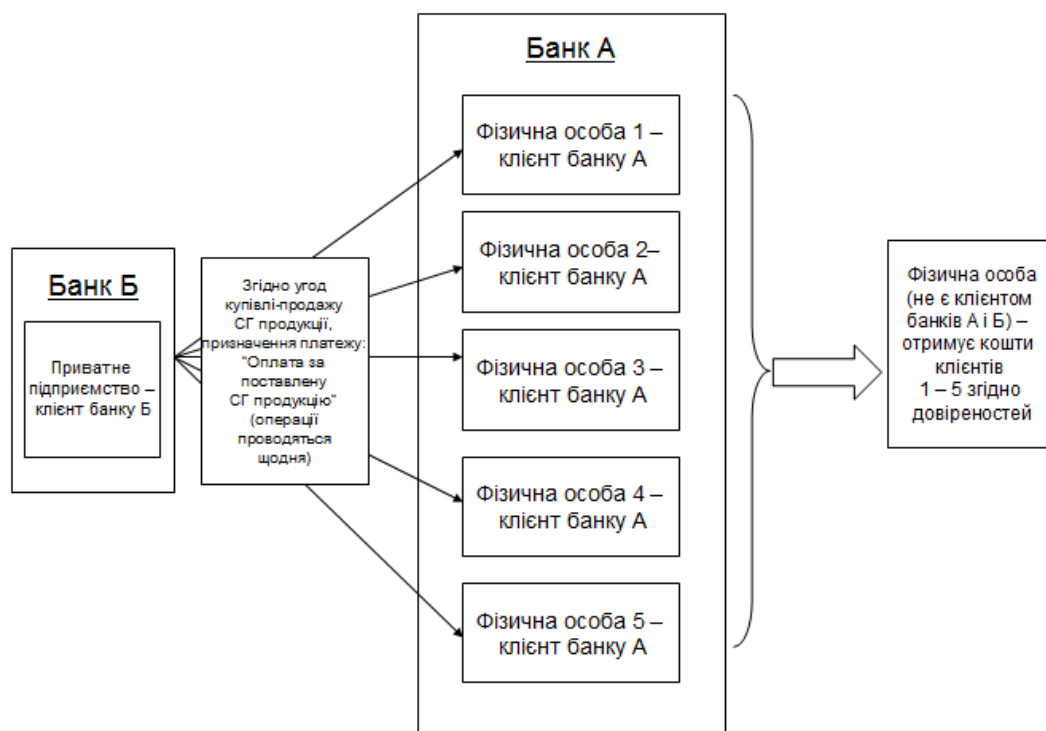 Банк Б
Приватне
підприємство –
клієнт банку Б
Згідно угод
купівлі-продажу
СГ продукції,
призначення платежу:
"Оплата за
поставлену
СГ продукцію"
(операції
проводяться
щодня)
Банк А
Фізична особа 1 –
клієнт банку А
Фізична особа 2–
клієнт банку А
Фізична особа 3 –
клієнт банку А
Фізична особа 4 –
клієнт банку А
Фізична особа 5 –
клієнт банку А
Фізична особа
(не є клієнтом
банків А і Б) –
отримує кошти
клієнтів
1 – 5 згідно
довіреностей